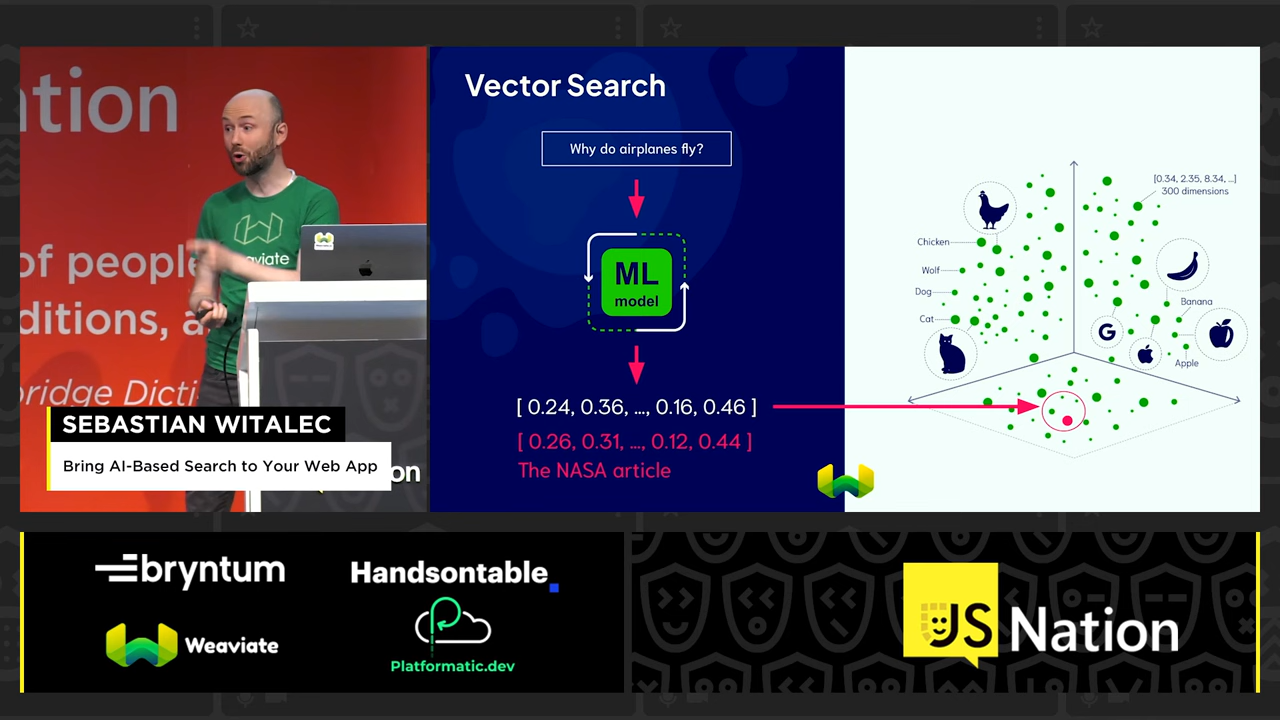 ation
of people
ditions, a
bridge Dicti
aviate
SEBASTIAN WITALEC
Bring AI-Based Search to Your Web App
on
Vector Search
Why do airplanes fly?
ML
model
[ 0.24, 0.36, ..., 0.16, 0.46 ]
[ 0.26, 0.31, ..., 0.12, 0.44 ]
The NASA article
[0.34, 2.35, 8.34, ...]
300 dimensions
Chicken
Wolf
Dog
Cat
Banana
G
Apple
bryntum
Handsontable
Weaviate
Platformatic.dev
JS Nation